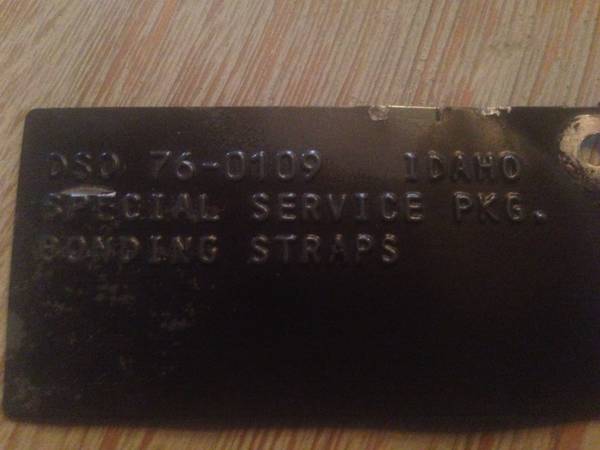 DSO 76-0109 IDAHO
SPECIAL SERVICE PKG.
BONDING STRAPS